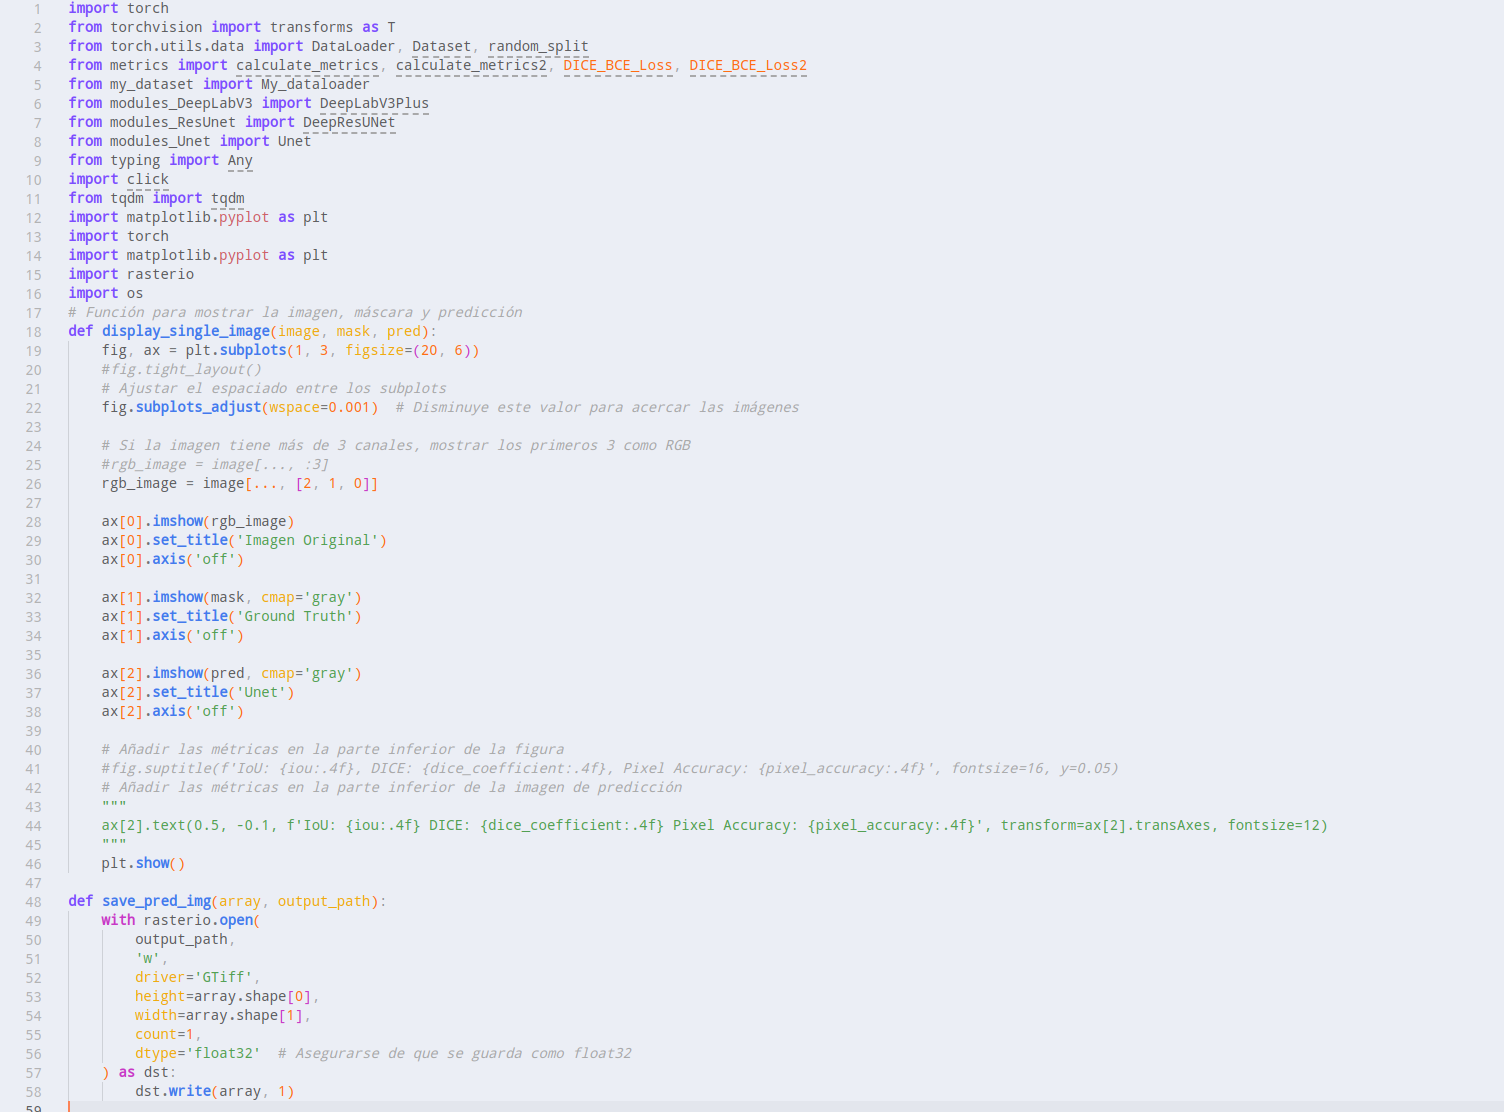 1 import torch
2 from torchvision import transforms as T
3 from torch.utils.data import DataLoader, Dataset, random_split
4 from metrics import calculate_metrics, calculate_metrics2, DICE_BCE_Loss, DICE_BCE_Loss2
5 from my_dataset import My_dataloader
6 from modules_DeepLabV3 import DeepLabV3Plus
7 from modules_ResUnet import DeepResUNet
8 from modules_Unet import Unet
9 from typing import Any
10 import click
11 from tqdm import tqdm
12 import matplotlib.pyplot as plt
13 import torch
14 import matplotlib.pyplot as plt
15 import rasterio
16 import os
17 # Función para mostrar la imagen, máscara y predicción
18 def display_single_image(image, mask, pred):
19     fig, ax = plt.subplots(1, 3, figsize=(20, 6))
20     #fig.tight_layout()
21     # Ajustar el espaciado entre los subplots
22     fig.subplots_adjust(wspace=0.001)  # Disminuye este valor para acercar las imágenes
23
24     # Si la imagen tiene más de 3 canales, mostrar los primeros 3 como RGB
25     #rgb_image = image[..., :3]
26     rgb_image = image[..., [2, 1, 0]]
27
28     ax[0].imshow(rgb_image)
29     ax[0].set_title('Imagen Original')
30     ax[0].axis('off')
31
32     ax[1].imshow(mask, cmap='gray')
33     ax[1].set_title('Ground Truth')
34     ax[1].axis('off')
35
36     ax[2].imshow(pred, cmap='gray')
37     ax[2].set_title('Unet')
38     ax[2].axis('off')
39
40     # Añadir las métricas en la parte inferior de la figura
41     #fig.suptitle(f'IoU: {iou:.4f}, DICE: {dice_coefficient:.4f}, Pixel Accuracy: {pixel_accuracy:.4f}', fontsize=16, y=0.05)
42     # Añadir las métricas en la parte inferior de la imagen de predicción
43     """
44     ax[2].text(0.5, -0.1, f'IoU: {iou:.4f} DICE: {dice_coefficient:.4f} Pixel Accuracy: {pixel_accuracy:.4f}', transform=ax[2].transAxes, fontsize=12)
45     """
46     plt.show()
47
48 def save_pred_img(array, output_path):
49     with rasterio.open(
50         output_path,
51         'w',
52         driver='GTiff',
53         height=array.shape[0],
54         width=array.shape[1],
55         count=1,
56         dtype='float32'  # Asegurarse de que se guarda como float32
57     ) as dst:
58         dst.write(array, 1)
59